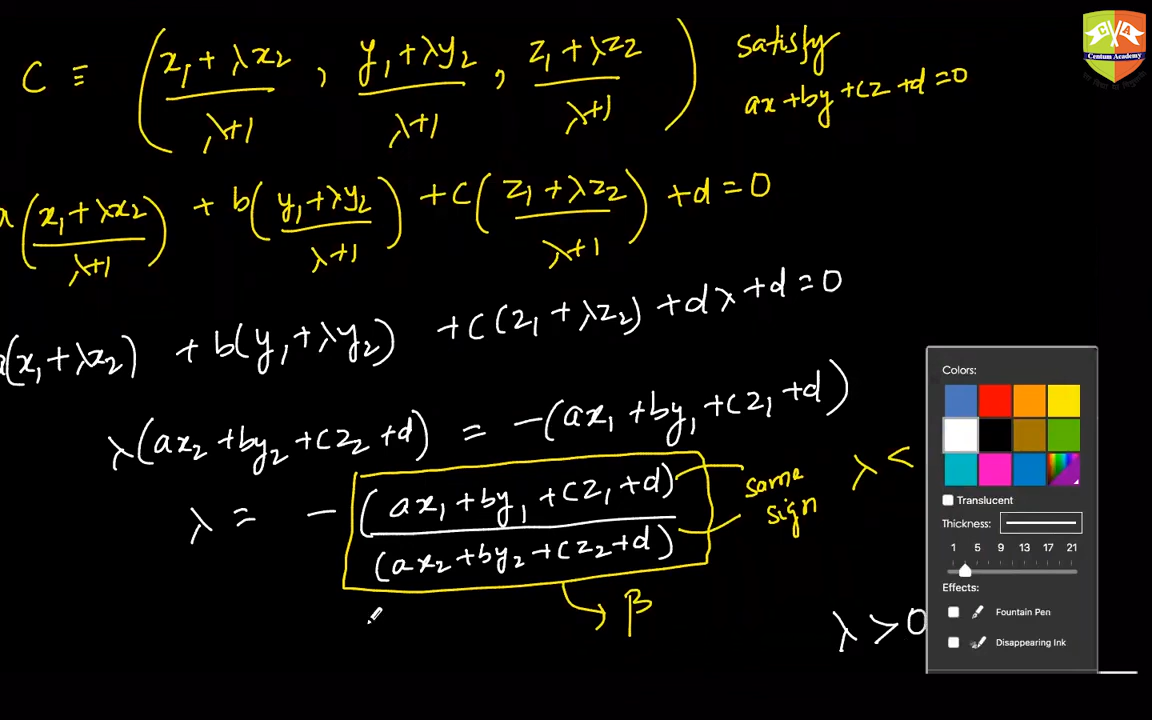 C ≡ ( x₁ + λx₂ / λ+1 , y₁ + λy₂ / λ+1 , z₁ + λz₂ / λ+1 ) satisfy
ax + by + cz + d = 0
CA
Centum Academy
a( x₁ + λx₂ / λ+1 ) + b( y₁ + λy₂ / λ+1 ) + c( z₁ + λz₂ / λ+1 ) + d = 0
a(x₁ + λx₂) + b(y₁ + λy₂) + c(z₁ + λz₂) + dλ + d = 0
λ(ax₂ + by₂ + cz₂ + d) = -(ax₁ + by₁ + cz₁ + d)
λ = - (ax₁ + by₁ + cz₁ + d) / (ax₂ + by₂ + cz₂ + d)
same
sign
λ <
β
λ > 0
Colors:
Translucent
Thickness:
1 5 9 13 17 21
Effects:
Fountain Pen
Disappearing Ink